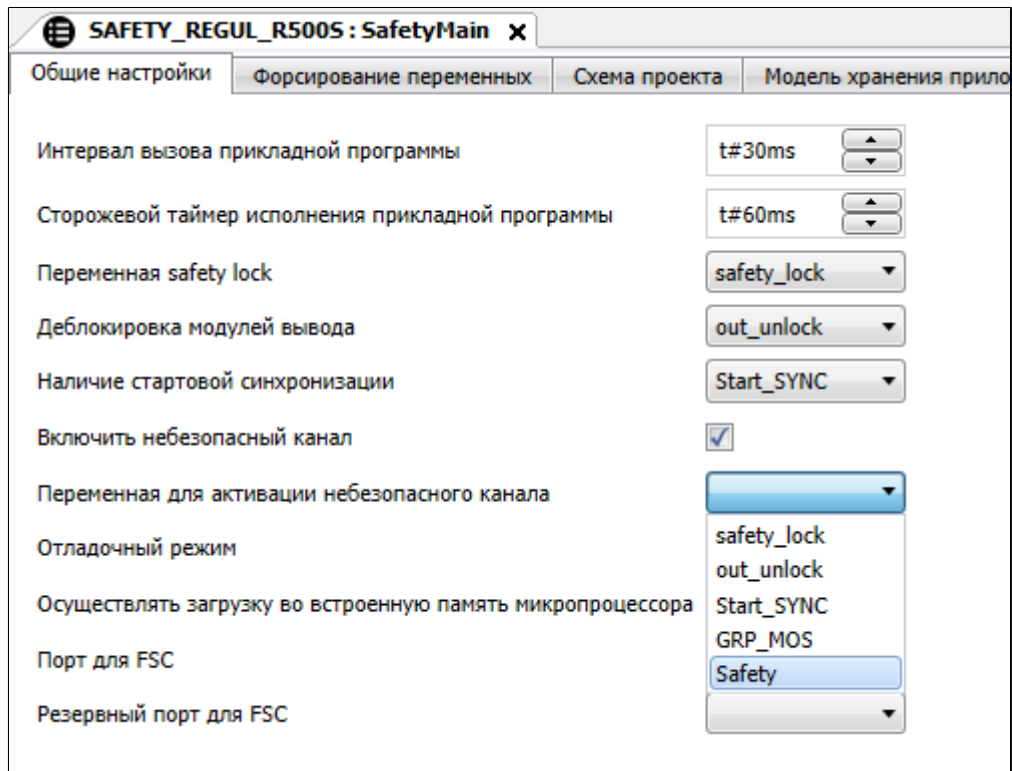 SAFETY_REGUL_R500S: SafetyMain x
Общие настройки Форсирование переменных Схема проекта Модель хранения прило
Интервал вызова прикладной программы t#30ms
Сторожевой таймер исполнения прикладной программы t#60ms
Переменная safety lock safety_lock
Деблокировка модулей вывода out_unlock
Наличие стартовой синхронизации Start_SYNC
Включить небезопасный канал
Переменная для активации небезопасного канала
safety_lock
Отладочный режим
out_unlock
Осуществлять загрузку во встроенную память микропроцессора Start_SYNC
GRP_MOS
Порт для FSC
Safety
Резервный порт для FSC